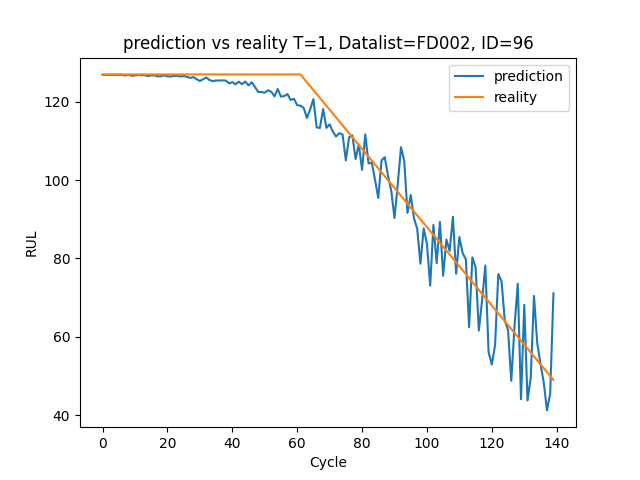 prediction vs reality T=1, Datalist=FD002, ID=96
prediction
reality
120
100
80
60
40
RUL
0 20 40 60 80 100 120 140
Cycle